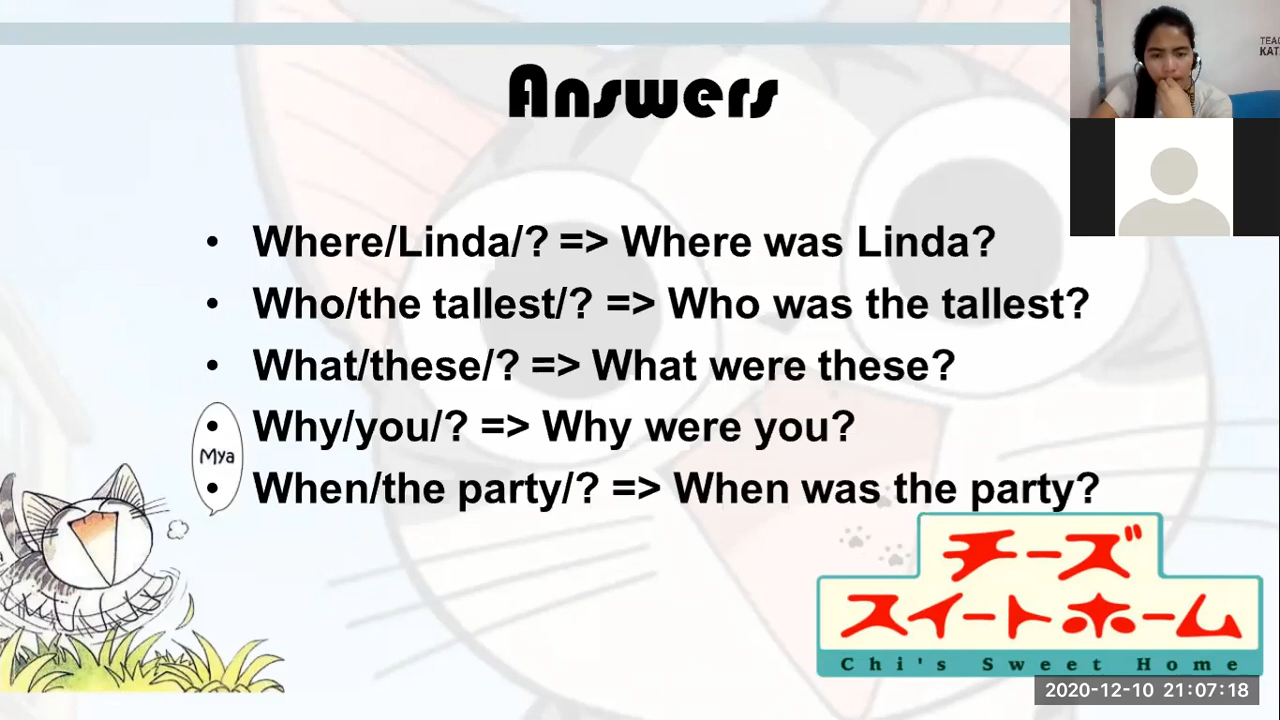 Answers
TEAC
KAT
• Where/Linda/? => Where was Linda?
• Who/the tallest/? => Who was the tallest?
• What/these/? => What were these?
• Why/you/? => Why were you?
Mya
• When/the party/? => When was the party?
チーズ
スイートホーム
Chi's Sweet Home
2020-12-10 21:07:18